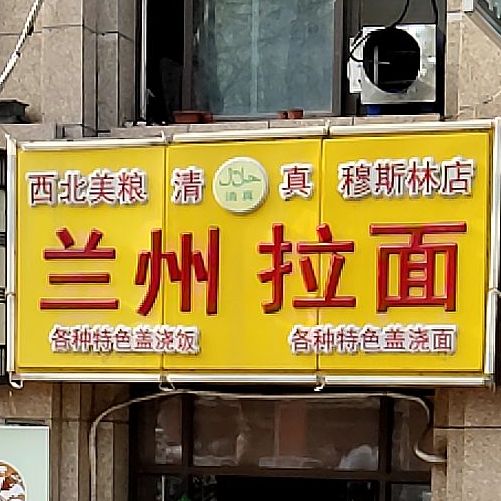 西北美粮 清 حلال 清真 真 穆斯林店
兰州拉面
各种特色盖浇饭 各种特色盖浇面